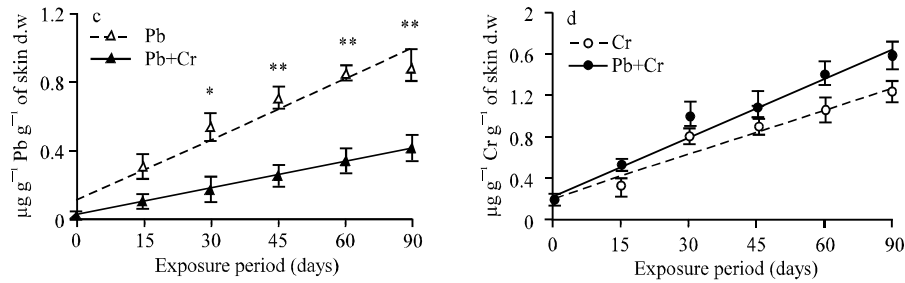 c
Pb
Pb+Cr
1.2
0.8
0.4
0
* ** ** **
0 15 30 45 60 90
Exposure period (days)
μg g⁻¹ Pb g⁻¹ of skin d.w
d
Cr
Pb+Cr
2
0.6
1.2
0.8
0.4
0
0 15 30 45 60 90
Exposure period (days)
μg g⁻¹ Cr g⁻¹ of skin d.w